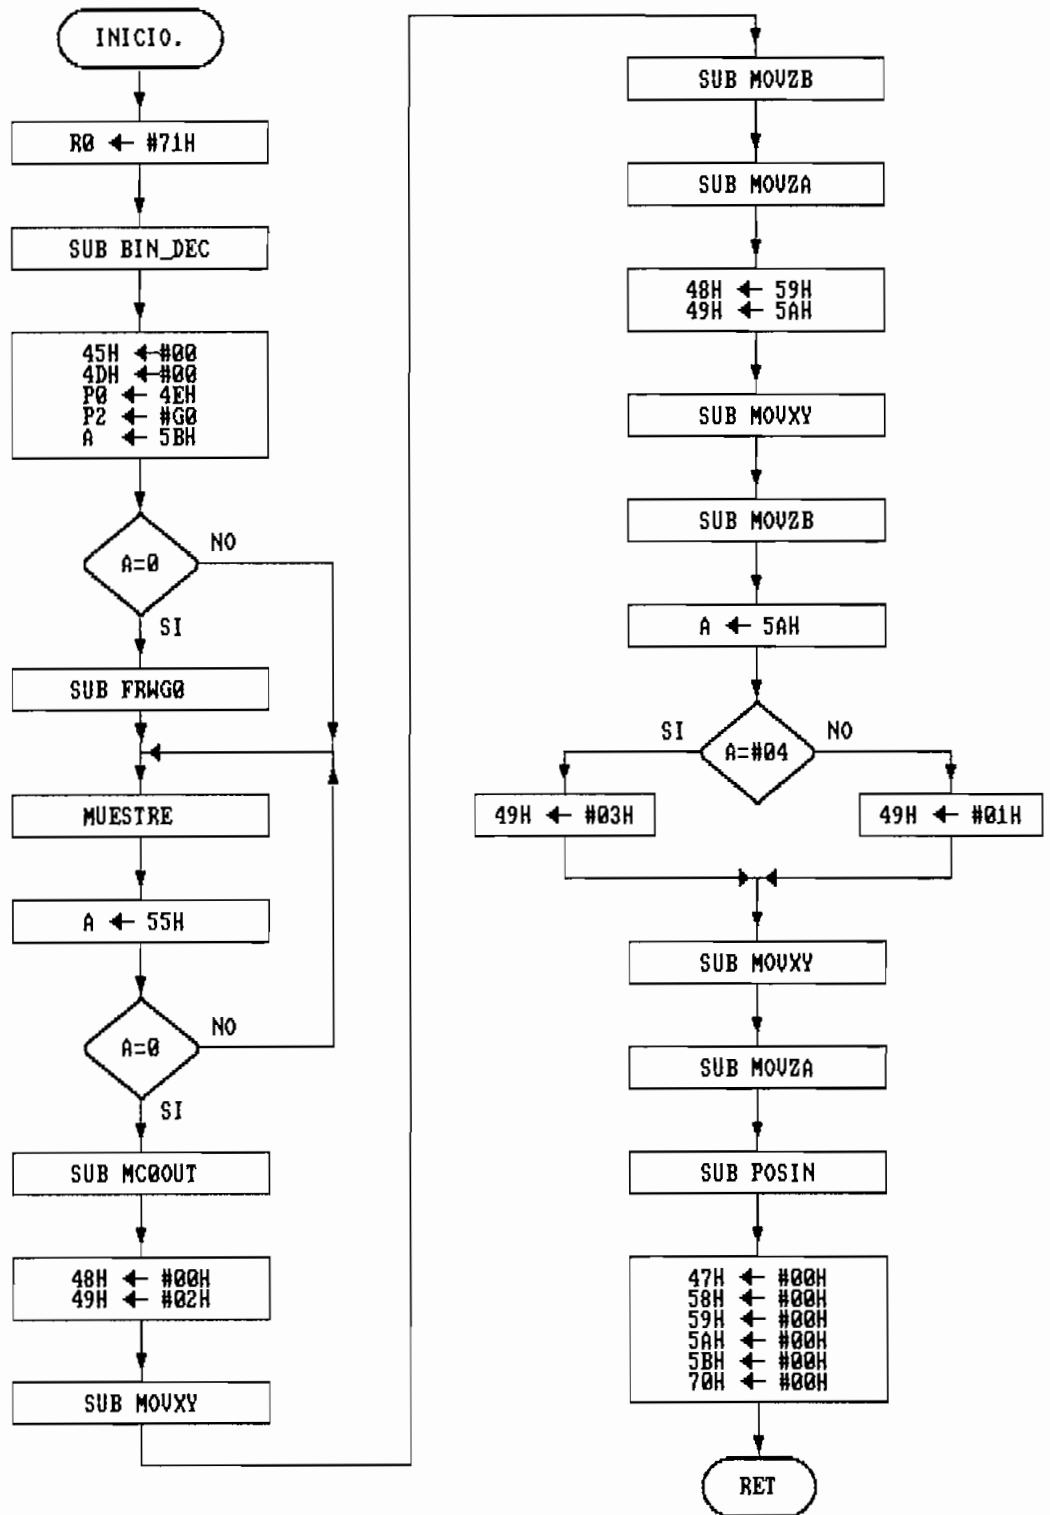 INICIO.
R0 ← #71H
SUB BIN_DEC
45H ← #00
4DH ← #00
P0 ← 4EH
P2 ← #G0
A ← 5BH
A=0
NO
SI
SUB FRWG0
MUESTRE
A ← 55H
A=0
NO
SI
SUB MC0OUT
48H ← #00H
49H ← #02H
SUB MOVXY
SUB MOVZB
SUB MOVZA
48H ← 59H
49H ← 5AH
SUB MOVXY
SUB MOVZB
A ← 5AH
SI
A=#04
NO
49H ← #03H
49H ← #01H
SUB MOVXY
SUB MOVZA
SUB POSIN
47H ← #00H
58H ← #00H
59H ← #00H
5AH ← #00H
5BH ← #00H
70H ← #00H
RET